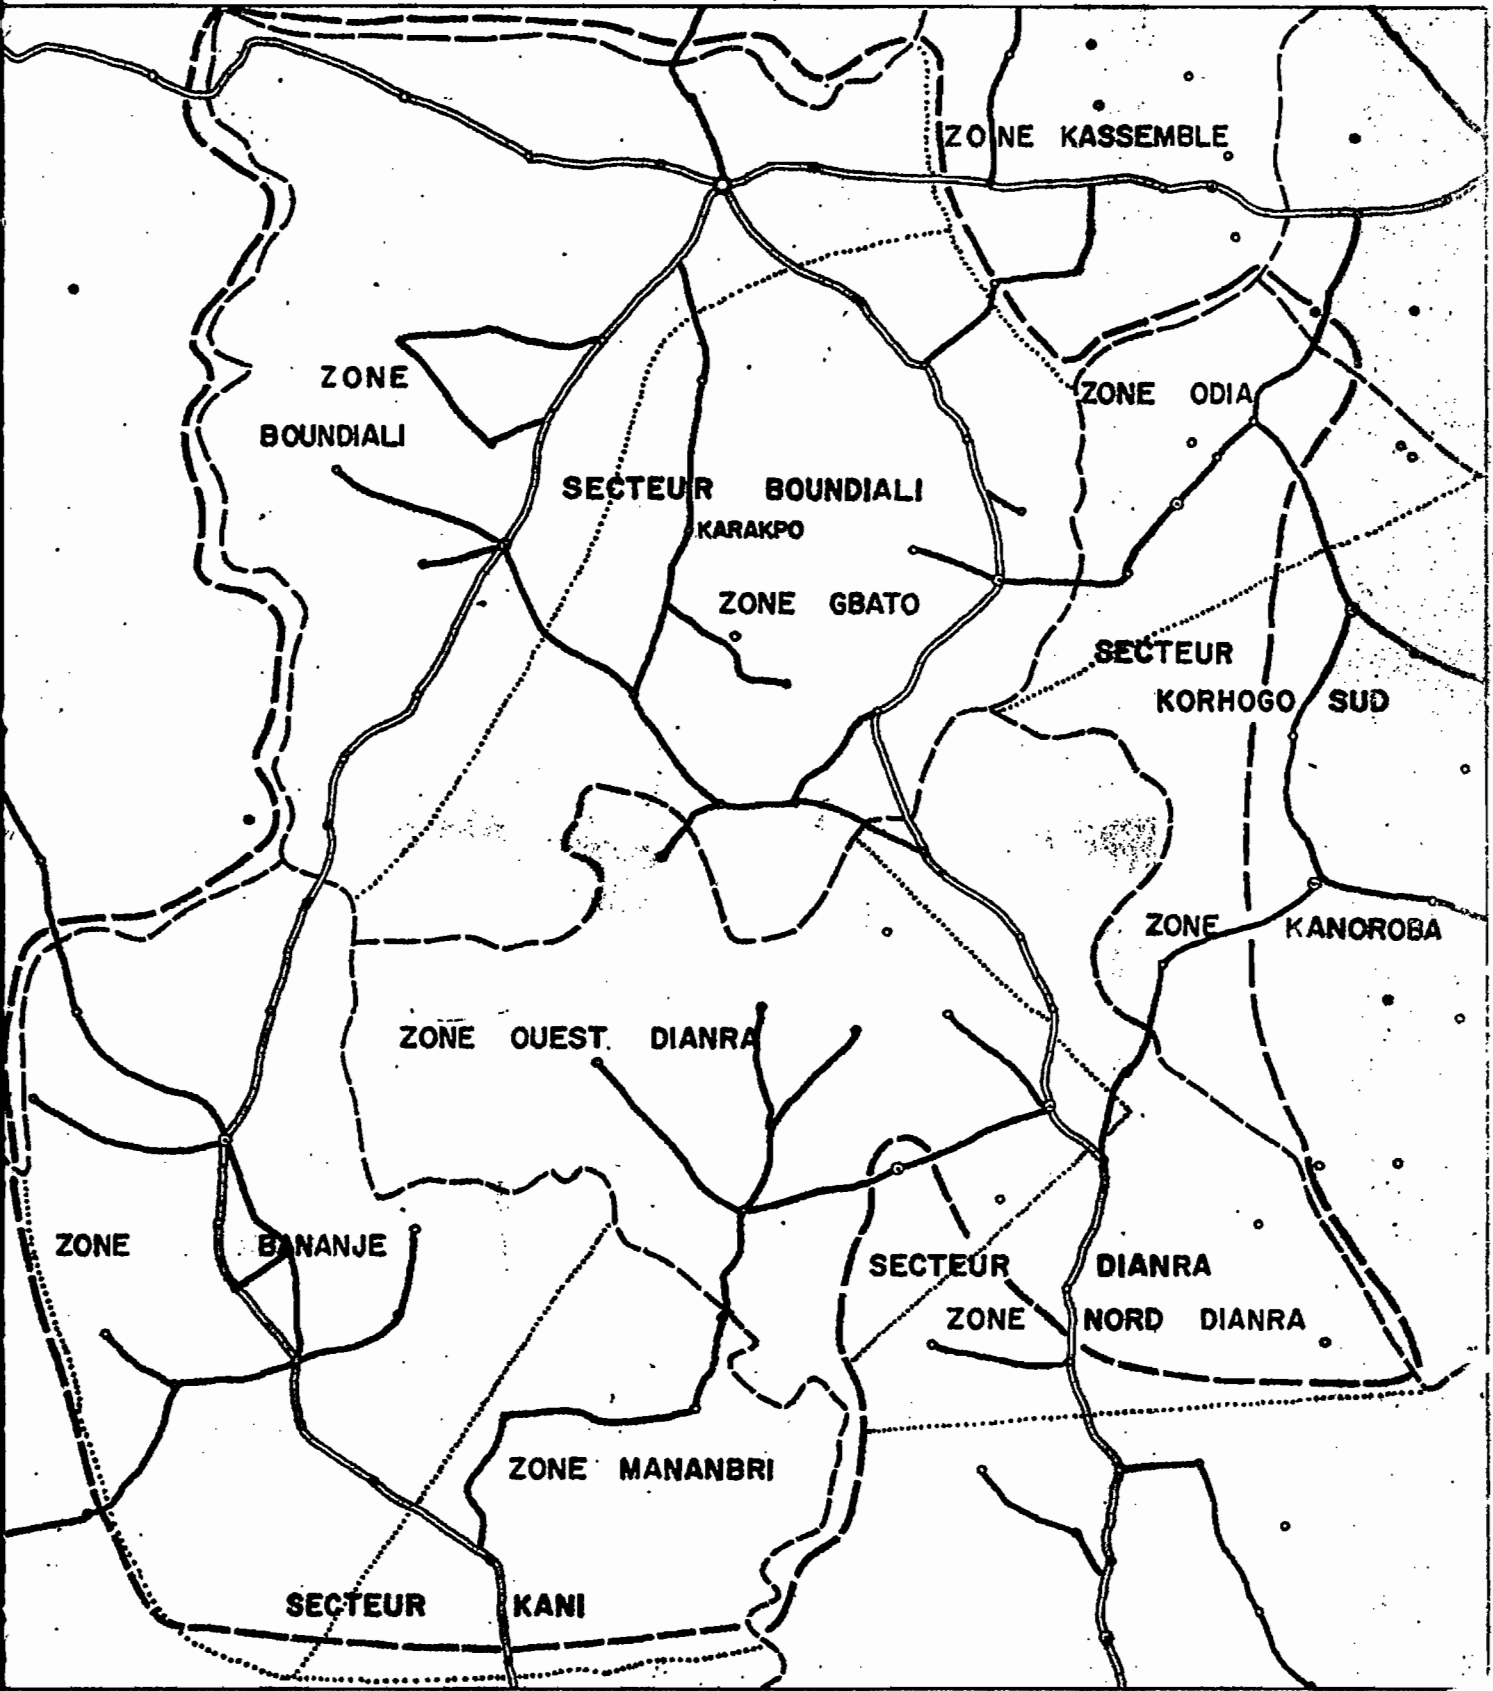 ZONE KASSEMBLE
ZONE
BOUNDIALI
ZONE ODIA
SECTEUR BOUNDIALI
KARAKPO
ZONE GBATO
SECTEUR
KORHOGO SUD
ZONE KANOROBA
ZONE OUEST DIANRA
ZONE BANANJE
SECTEUR DIANRA
ZONE NORD DIANRA
ZONE MANANBRI
SECTEUR KANI